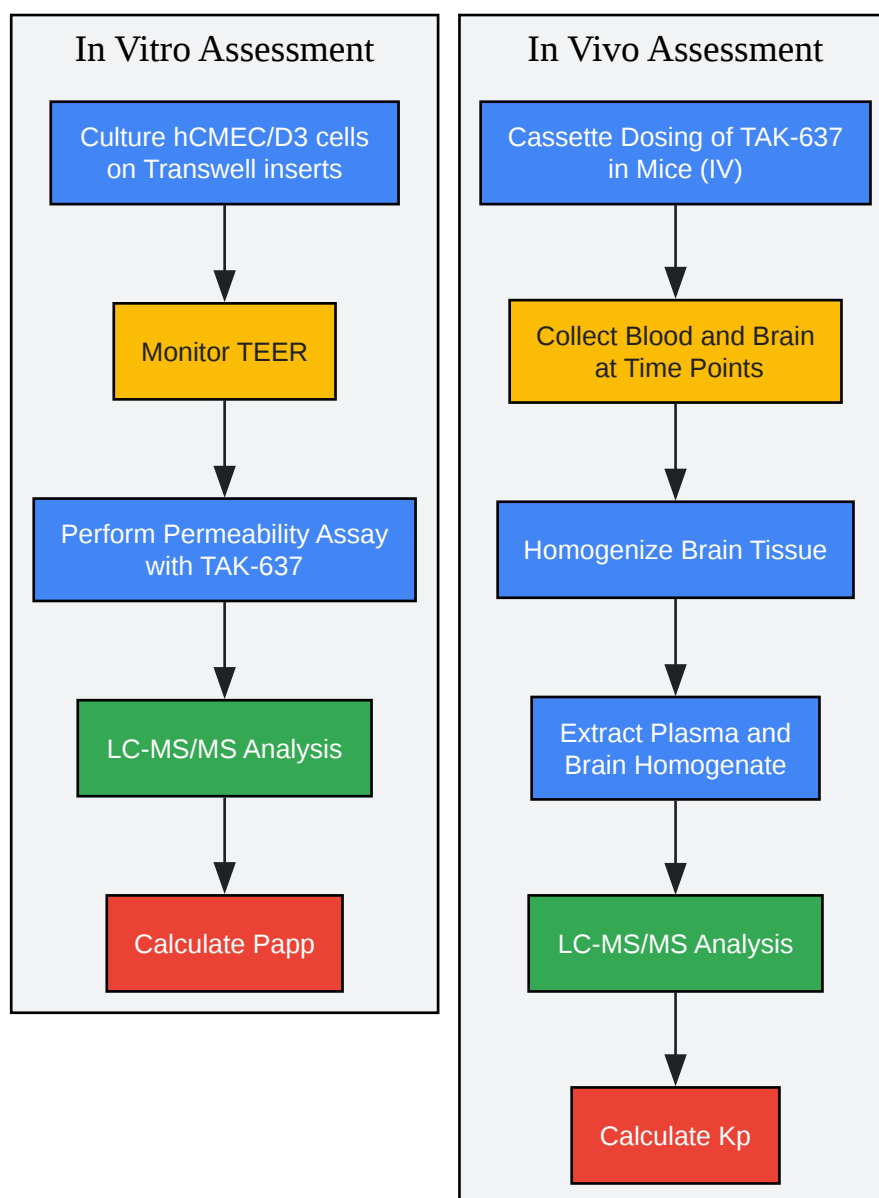 In Vitro Assessment
Culture hCMEC/D3 cells
on Transwell inserts
Monitor TEER
Perform Permeability Assay
with TAK-637
LC-MS/MS Analysis
Calculate Papp
In Vivo Assessment
Cassette Dosing of TAK-637
in Mice (IV)
Collect Blood and Brain
at Time Points
Homogenize Brain Tissue
Extract Plasma and
Brain Homogenate
LC-MS/MS Analysis
Calculate Kp